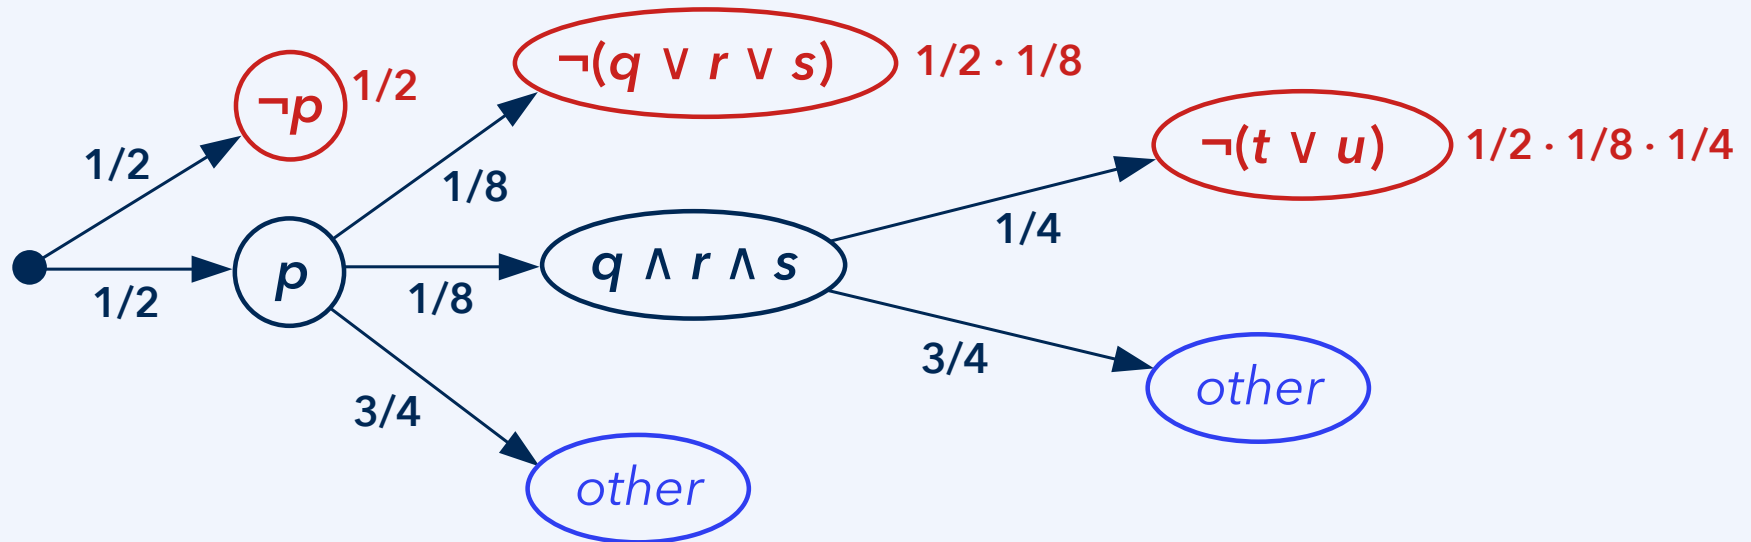 ¬(q ∨ r ∨ s) 1/2 · 1/8
¬p 1/2
¬(t ∨ u) 1/2 · 1/8 · 1/4
1/2
1/8
1/4
p
q ∧ r ∧ s
1/2
1/8
3/4
other
3/4
other